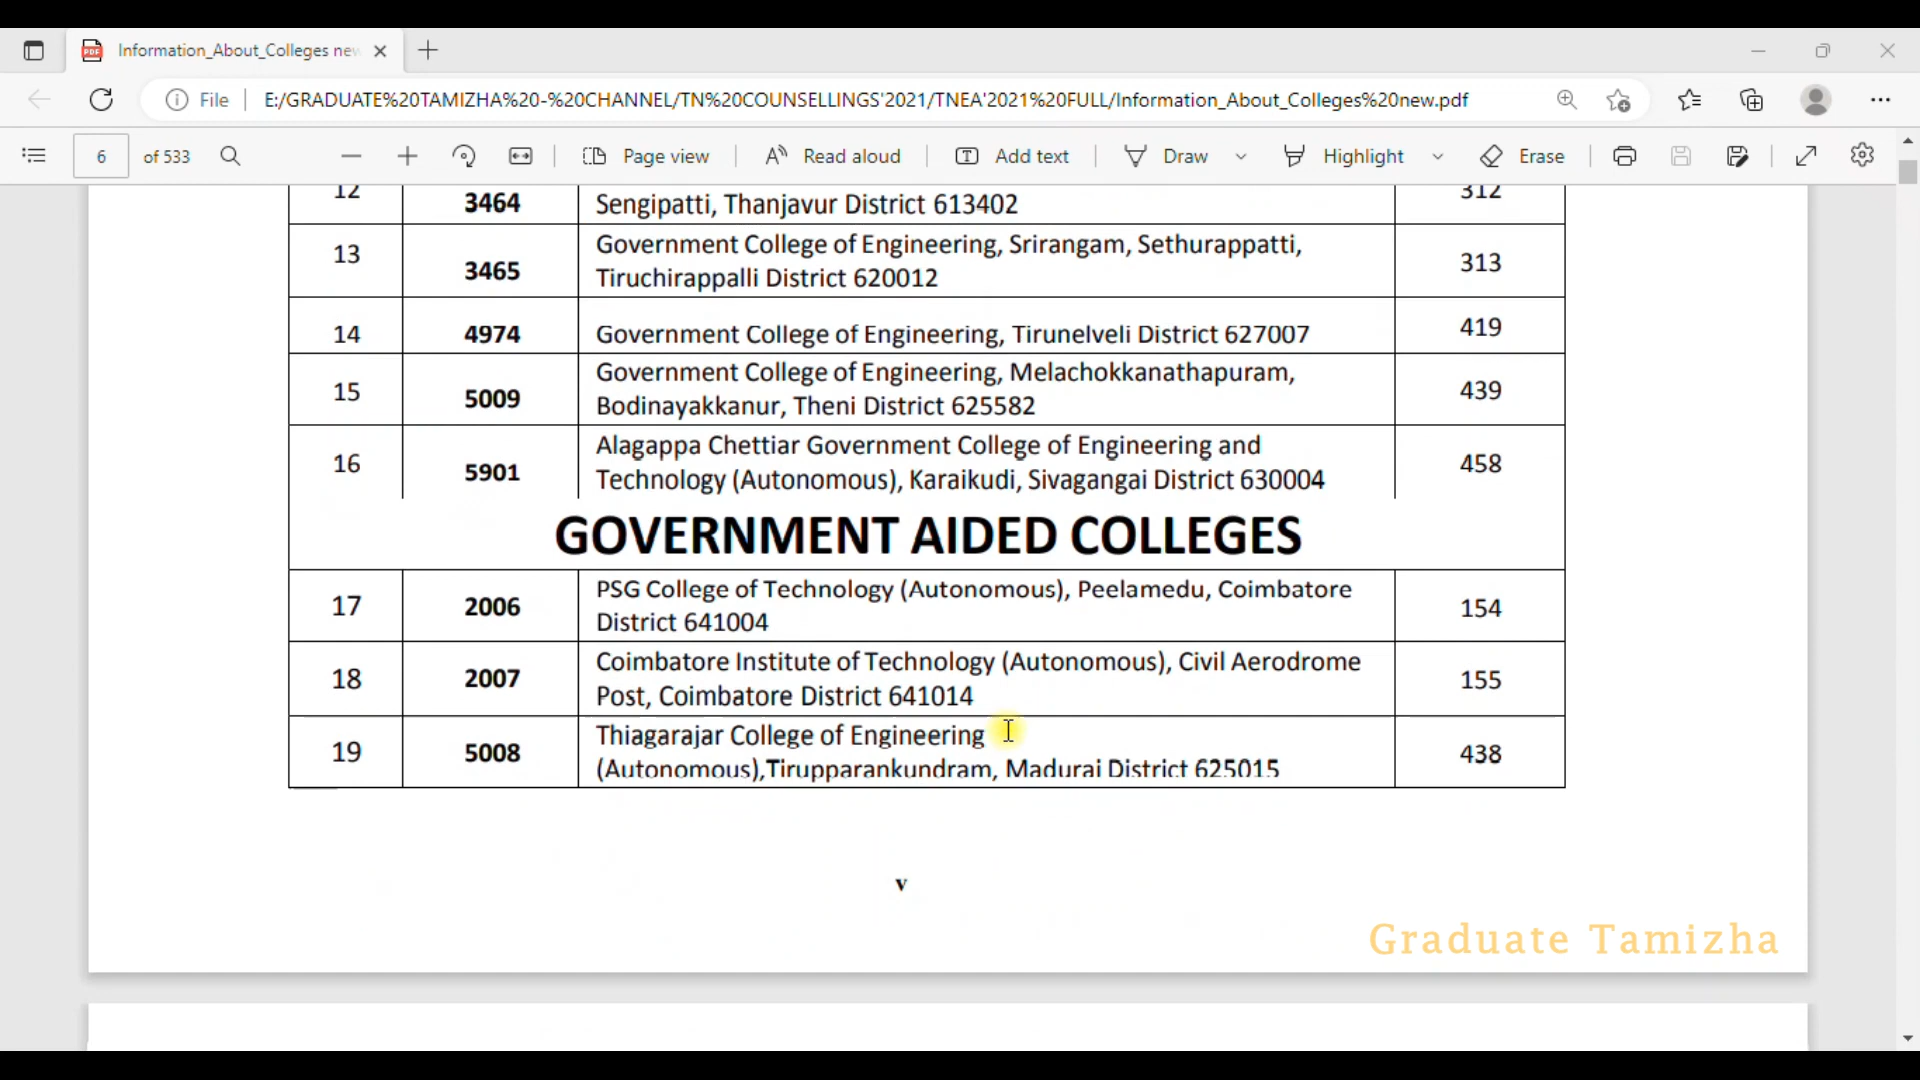 Information_About_Colleges new
File
E:/GRADUATE%20TAMIZHA%20-%20CHANNEL/TN%20COUNSELLINGS'2021/TNEA'2021%20FULL/Information_About_Colleges%20new.pdf
6 of 533
Page view
Read aloud
Add text
Draw
Highlight
Erase
12 3464 Sengipatti, Thanjavur District 613402 312
13 3465 Government College of Engineering, Srirangam, Sethurappatti,
Tiruchirappalli District 620012 313
14 4974 Government College of Engineering, Tirunelveli District 627007 419
15 5009 Government College of Engineering, Melachokkanathapuram,
Bodinayakkanur, Theni District 625582 439
16 5901 Alagappa Chettiar Government College of Engineering and
Technology (Autonomous), Karaikudi, Sivagangai District 630004 458
GOVERNMENT AIDED COLLEGES
17 2006 PSG College of Technology (Autonomous), Peelamedu, Coimbatore
District 641004 154
18 2007 Coimbatore Institute of Technology (Autonomous), Civil Aerodrome
Post, Coimbatore District 641014 155
19 5008 Thiagarajar College of Engineering
(Autonomous),Tirupparankundram, Madurai District 625015 438
v
Graduate Tamizha